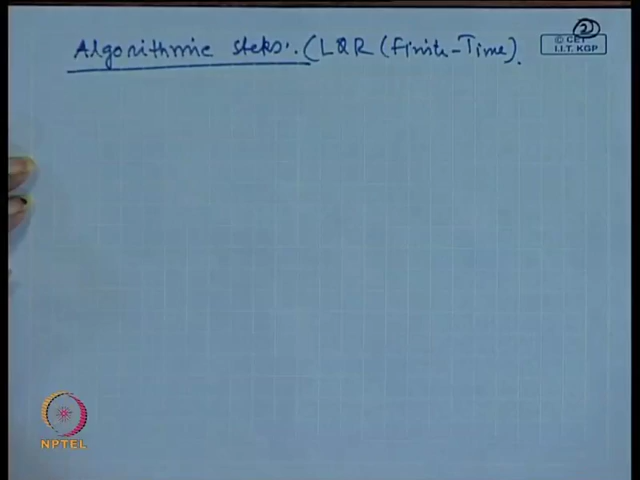 Algorithmic steps:. (LQR (Finite-Time).
2
© CET
I.I.T. KGP
NPTEL